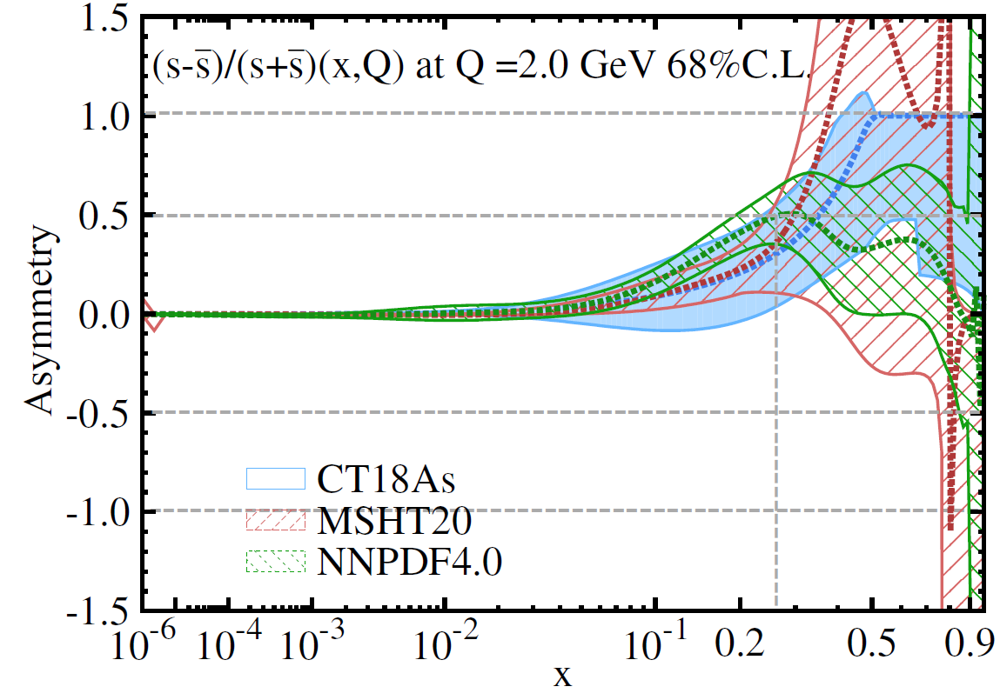 (s-s̅)/(s+s̅)(x,Q) at Q =2.0 GeV 68%C.L.
1.5
1.0
0.5
0.0
-0.5
-1.0
-1.5
Asymmetry
CT18As
MSHT20
NNPDF4.0
10⁻⁶ 10⁻⁴ 10⁻³ 10⁻² 10⁻¹ 0.2 0.5 0.9
x